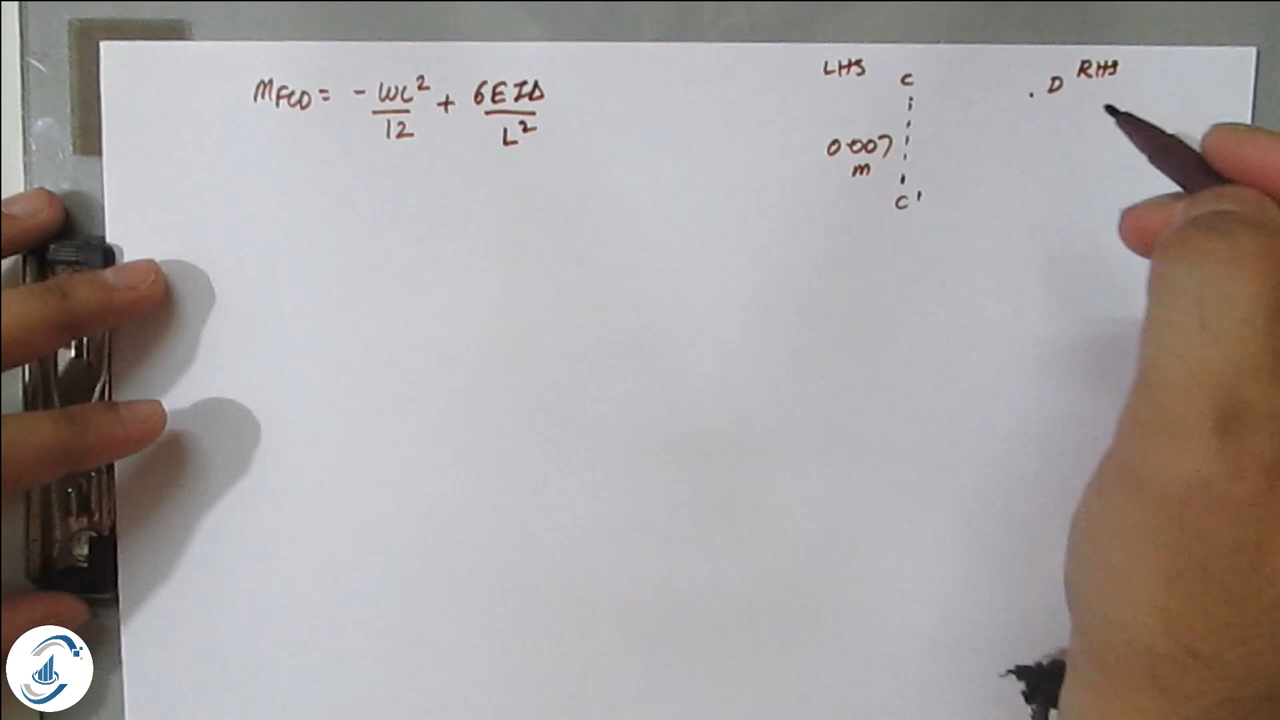 MFCD = - WL²/12 + 6EIΔ/L²
LHS C . D RHS
0.007
m
C'